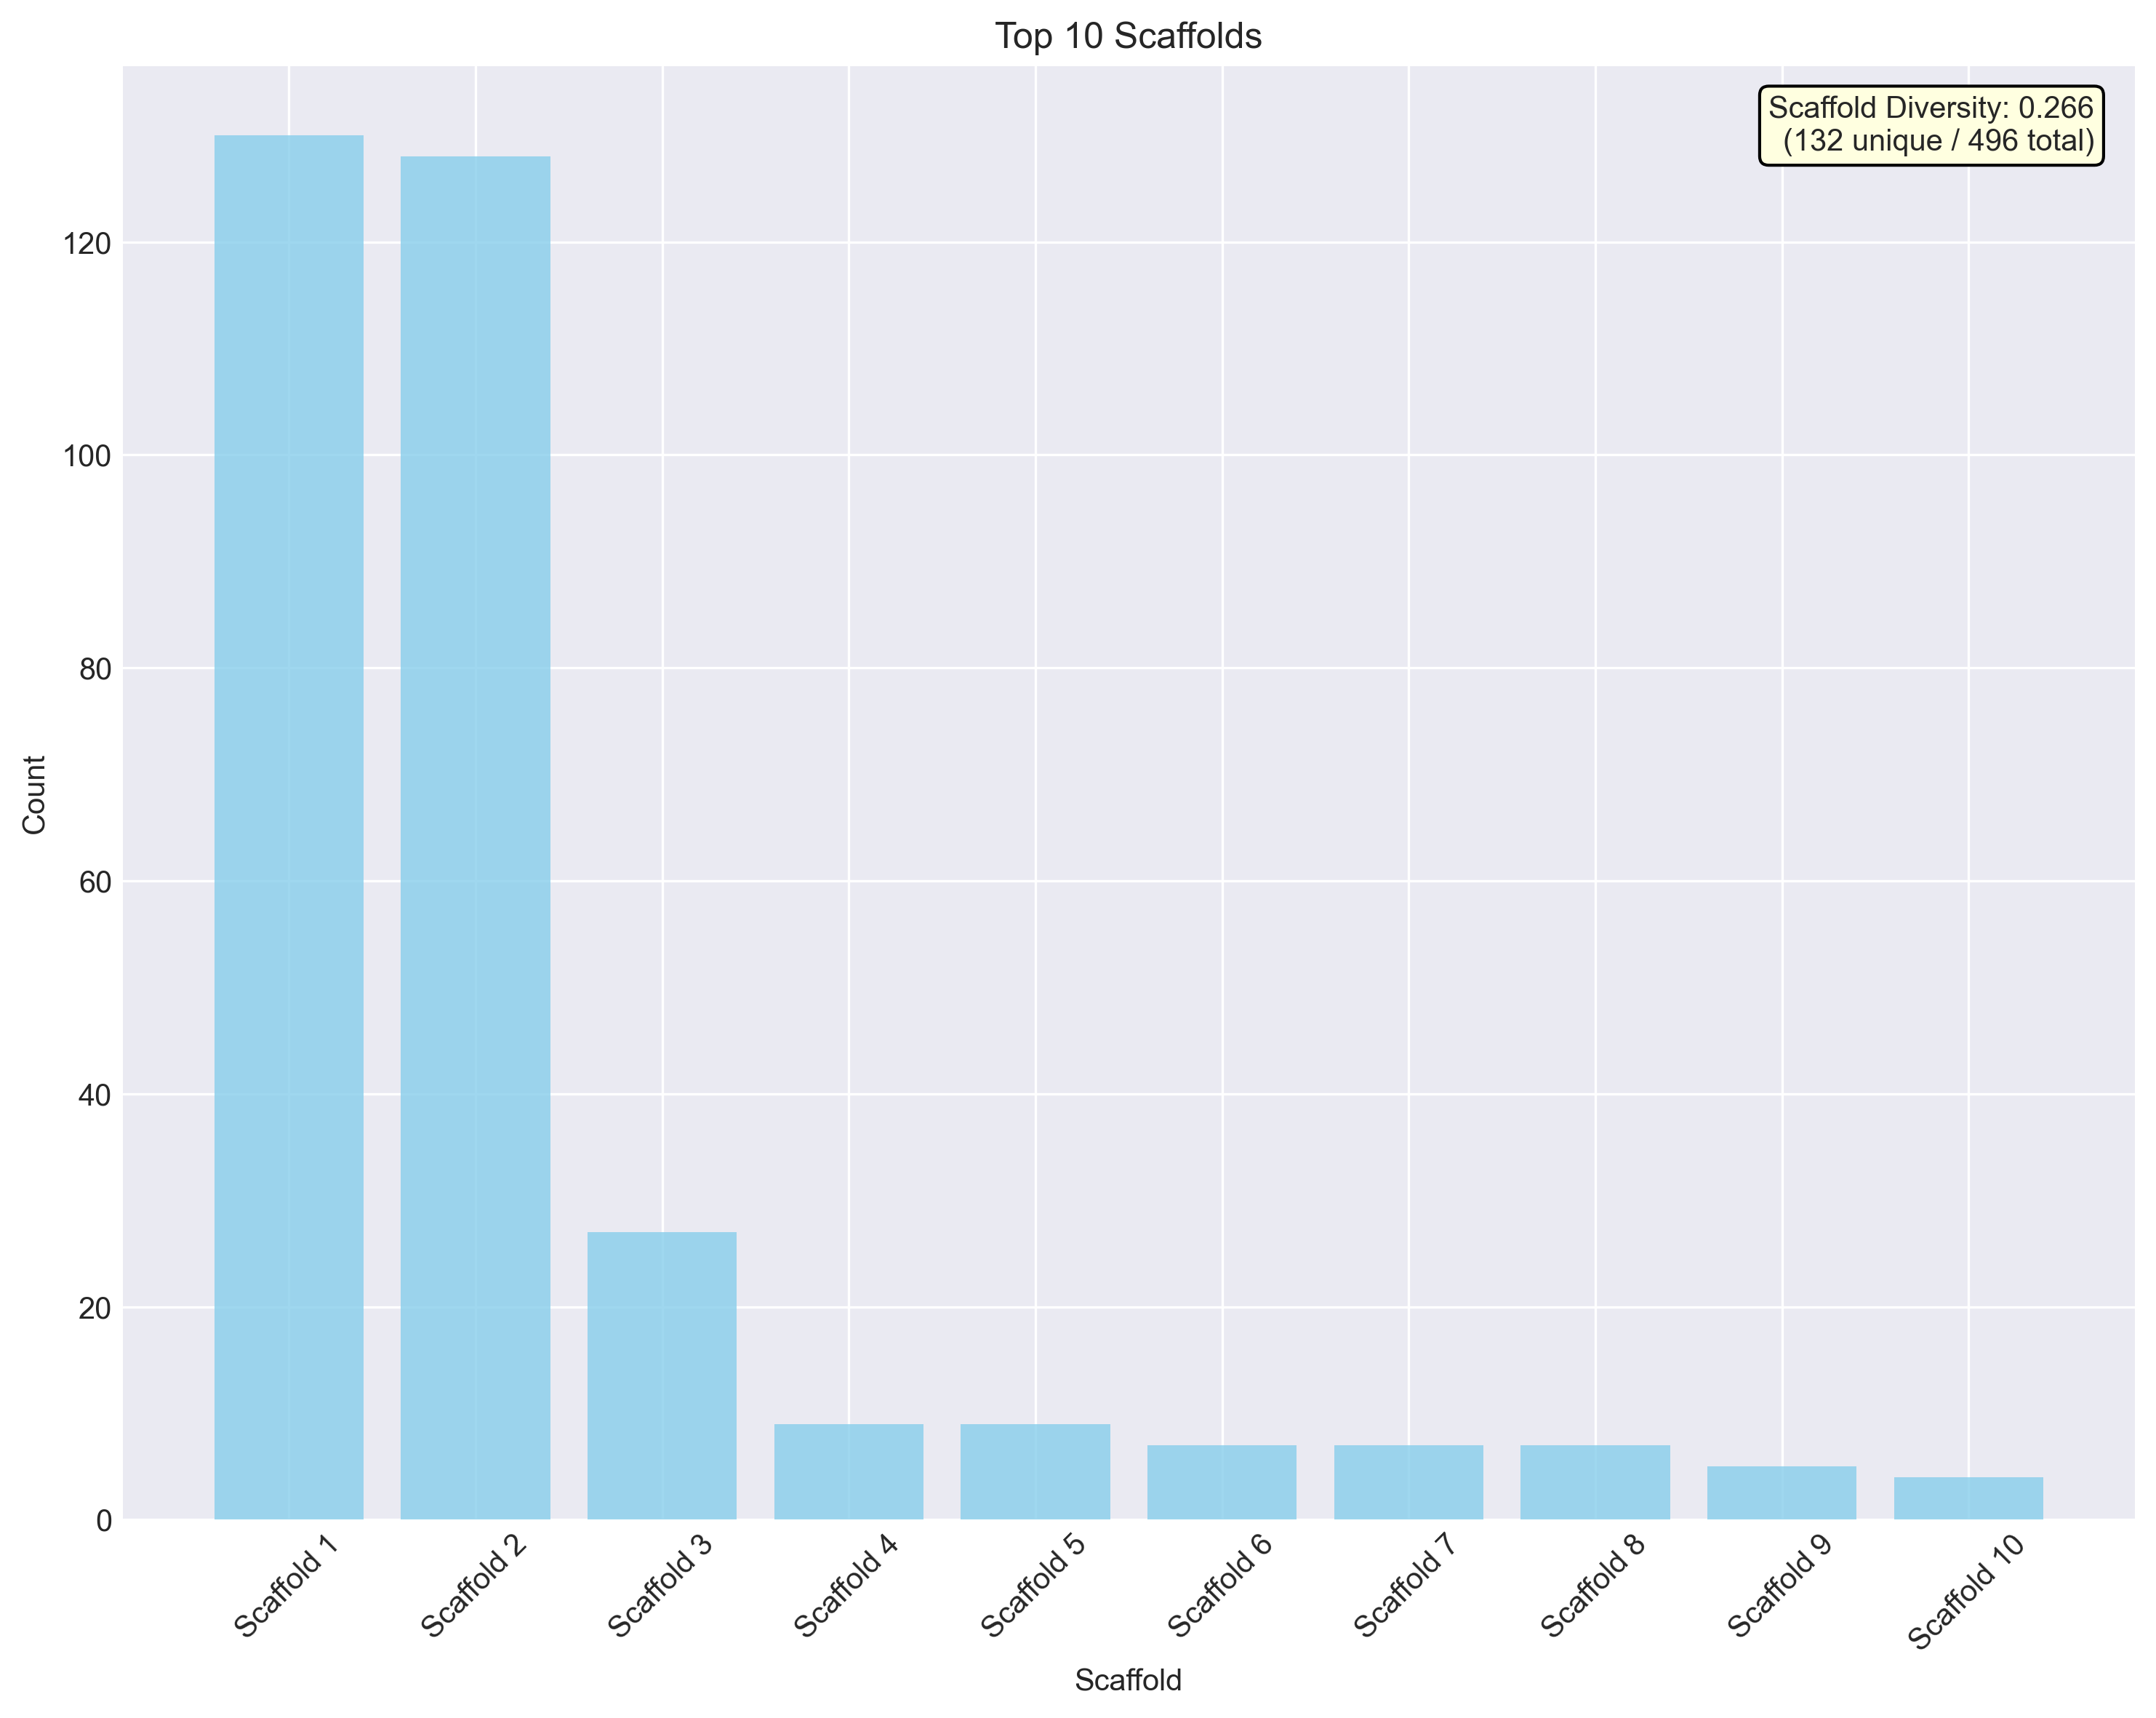 Top 10 Scaffolds
Scaffold Diversity: 0.266
(132 unique / 496 total)
120
100
80
60
40
20
0
Count
Scaffold 1
Scaffold 2
Scaffold 3
Scaffold 4
Scaffold 5
Scaffold 6
Scaffold 7
Scaffold 8
Scaffold 9
Scaffold 10
Scaffold